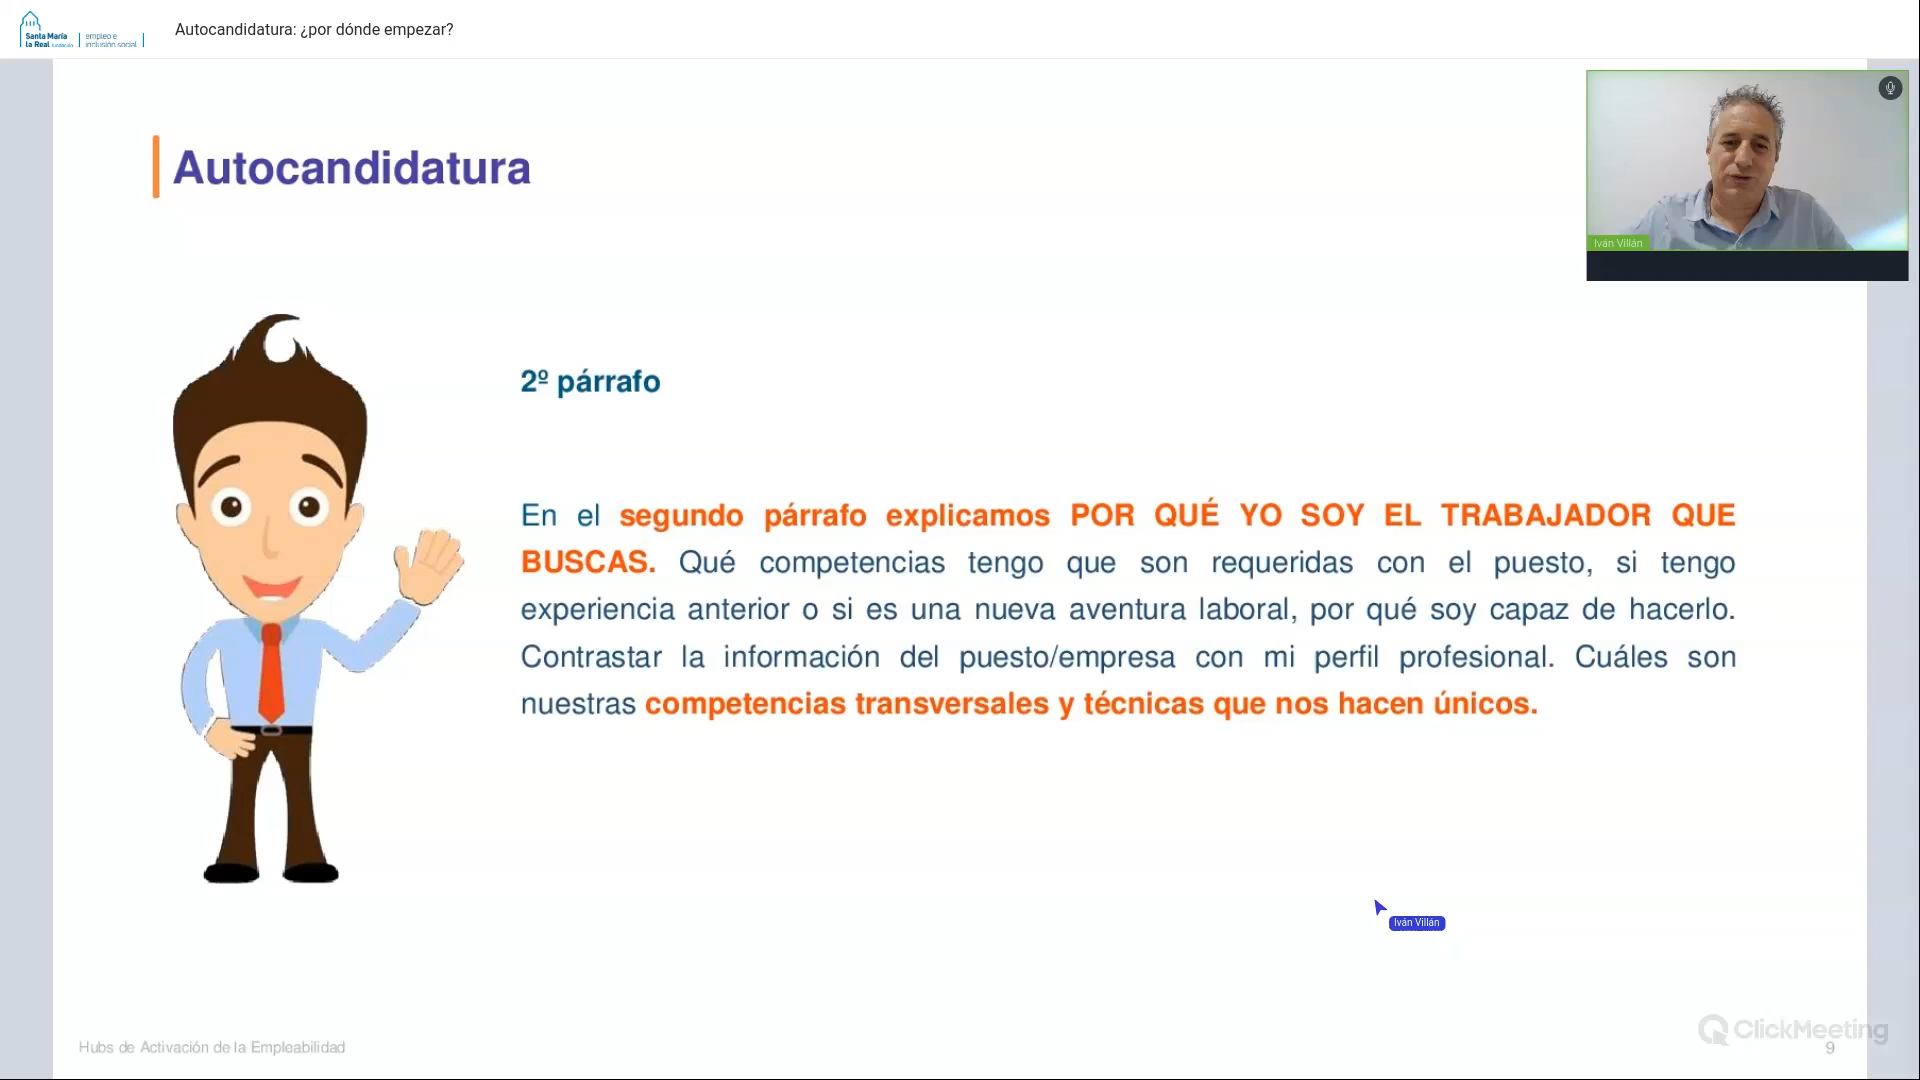 Santa María
la Real fundación
empleo e
inclusión social
Autocandidatura: ¿por dónde empezar?
Iván Villán
Autocandidatura
2º párrafo
En el segundo párrafo explicamos POR QUÉ YO SOY EL TRABAJADOR QUE
BUSCAS. Qué competencias tengo que son requeridas con el puesto, si tengo
experiencia anterior o si es una nueva aventura laboral, por qué soy capaz de hacerlo.
Contrastar la información del puesto/empresa con mi perfil profesional. Cuáles son
nuestras competencias transversales y técnicas que nos hacen únicos.
Iván Villán
Hubs de Activación de la Empleabilidad
ClickMeeting
9